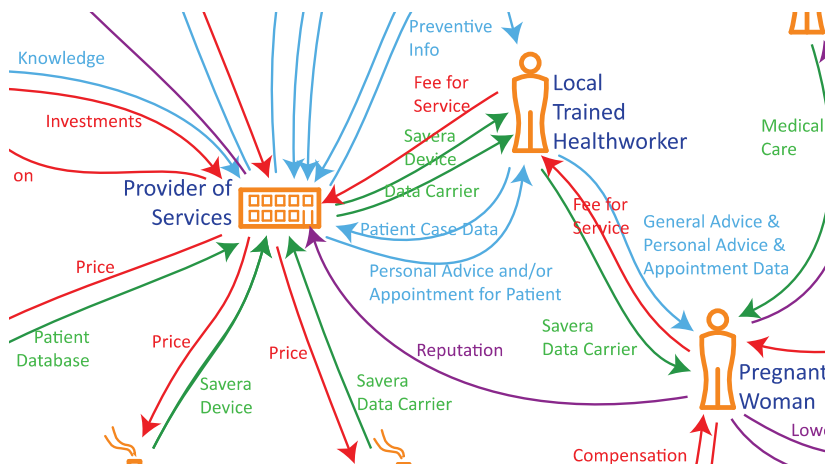 Preventive
Info
Knowledge
Fee for
Service
Local
Trained
Healthworker
Investments
Medical
Care
Savera
Device
on
Provider of
Services
Data Carrier
Fee for
Service
Patient Case Data
General Advice &
Personal Advice &
Appointment Data
Price
Personal Advice and/or
Appointment for Patient
Patient
Database
Price
Price
Reputation
Savera
Data Carrier
Savera
Device
Savera
Data Carrier
Pregnant
Woman
Lowe
Compensation